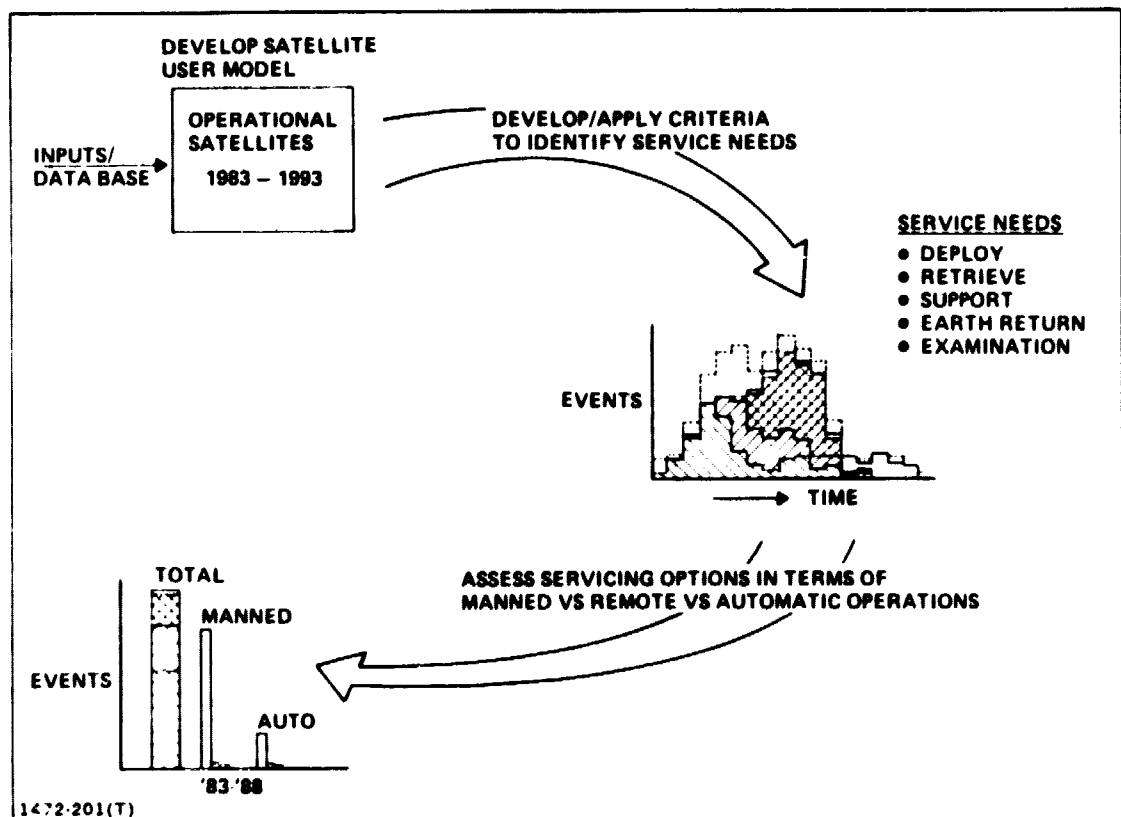 DEVELOP SATELLITE
USER MODEL
OPERATIONAL
SATELLITES
1983 – 1993
INPUTS/
DATA BASE
DEVELOP/APPLY CRITERIA
TO IDENTIFY SERVICE NEEDS
SERVICE NEEDS
● DEPLOY
● RETRIEVE
● SUPPORT
● EARTH RETURN
● EXAMINATION
EVENTS
TIME
ASSESS SERVICING OPTIONS IN TERMS OF
MANNED VS REMOTE VS AUTOMATIC OPERATIONS
TOTAL
MANNED
EVENTS
AUTO
'83-'88
1472-201(T)